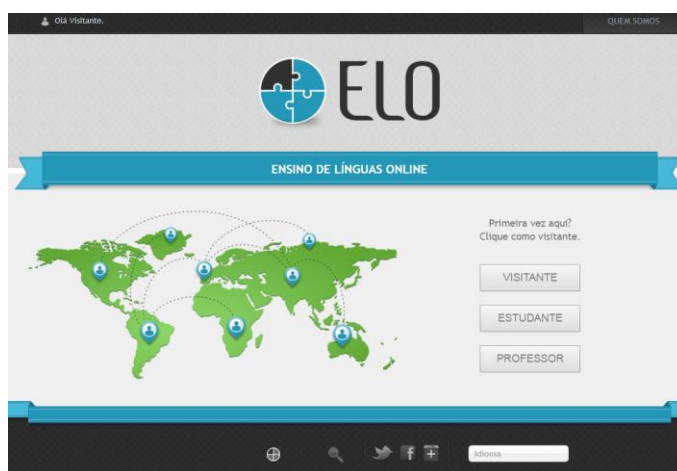 Olá Visitante.
QUEM SOMOS
ELO
ENSINO DE LÍNGUAS ONLINE
Primeira vez aqui?
Clique como visitante.
VISITANTE
ESTUDANTE
PROFESSOR
Idioma